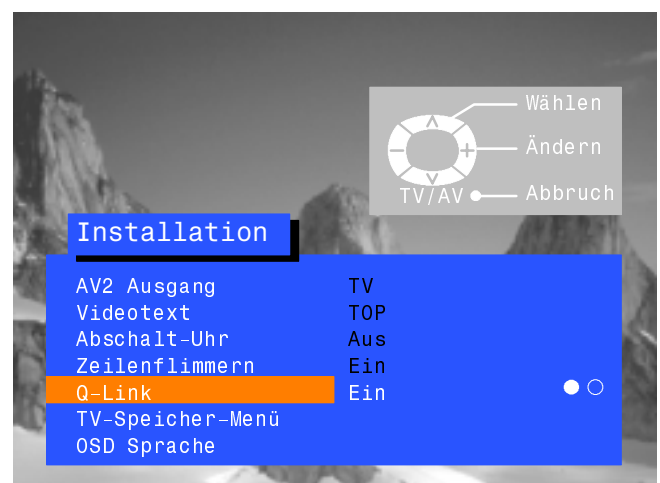 Wählen
Ändern
TV/AV Abbruch
Installation
AV2 Ausgang TV
Videotext TOP
Abschalt-Uhr Aus
Zeilenflimmern Ein
Q-Link Ein
TV-Speicher-Menü
OSD Sprache